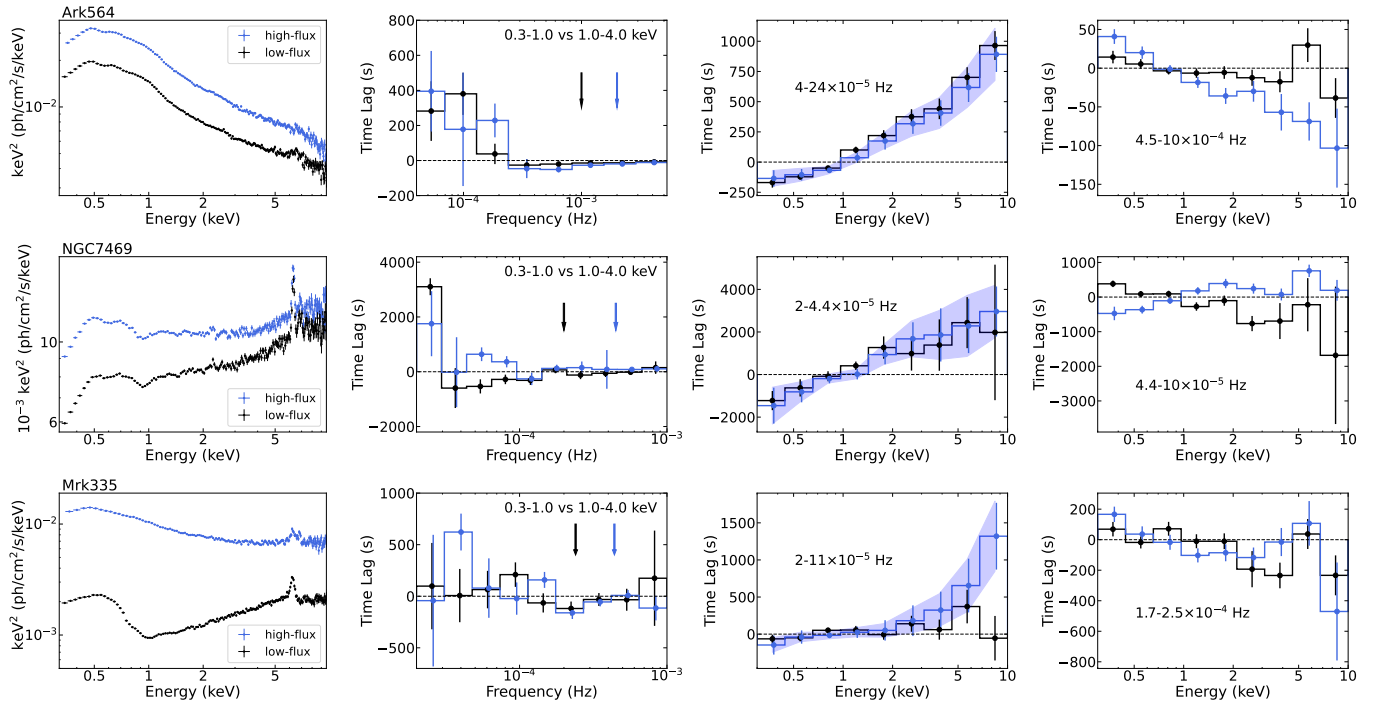 Ark564
keV² (ph/cm²/s/keV)
10⁻²
high-flux
low-flux
0.5 1 2 5
Energy (keV)
Time Lag (s)
800
600
400
200
0
−200
0.3-1.0 vs 1.0-4.0 keV
10⁻⁴ 10⁻³
Frequency (Hz)
Time Lag (s)
1000
750
500
250
0
−250
4-24×10⁻⁵ Hz
0.5 1 2 5 10
Energy (keV)
Time Lag (s)
50
0
−50
−100
−150
4.5-10×10⁻⁴ Hz
0.5 1 2 5 10
Energy (keV)
NGC7469
10⁻³ keV² (ph/cm²/s/keV)
10
6
high-flux
low-flux
0.5 1 2 5
Energy (keV)
Time Lag (s)
4000
2000
0
−2000
0.3-1.0 vs 1.0-4.0 keV
10⁻⁴ 10⁻³
Frequency (Hz)
Time Lag (s)
4000
2000
0
−2000
2-4.4×10⁻⁵ Hz
0.5 1 2 5 10
Energy (keV)
Time Lag (s)
1000
0
−1000
−2000
−3000
4.4-10×10⁻⁵ Hz
0.5 1 2 5 10
Energy (keV)
Mrk335
keV² (ph/cm²/s/keV)
10⁻²
10⁻³
high-flux
low-flux
0.5 1 2 5
Energy (keV)
Time Lag (s)
1000
500
0
−500
0.3-1.0 vs 1.0-4.0 keV
10⁻⁴ 10⁻³
Frequency (Hz)
Time Lag (s)
1500
1000
500
0
2-11×10⁻⁵ Hz
0.5 1 2 5 10
Energy (keV)
Time Lag (s)
200
0
−200
−400
−600
−800
1.7-2.5×10⁻⁴ Hz
0.5 1 2 5 10
Energy (keV)